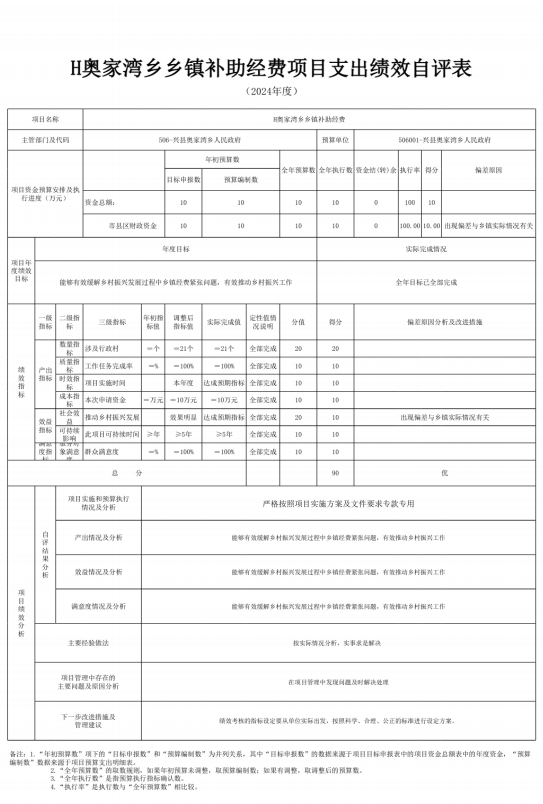 H奥家湾乡乡镇补助经费项目支出绩效自评表
（2024年度）
项目名称 H奥家湾乡乡镇补助经费
主管部门及代码 506-兴县奥家湾乡人民政府 预算单位 506001-兴县奥家湾乡人民政府
项目资金预算安排及执行进度（万元） 年初预算数 全年预算数 全年执行数 资金结(转)余 执行率 得分 偏差原因
目标申报数 预算编制数
资金总额： 10 10 10 10 0 100 10
市县区财政资金 10 10 10 10 0 100.00 10.00 出现偏差与乡镇实际情况有关
项目年度绩效目标 年度目标 实际完成情况
能够有效缓解乡村振兴发展过程中乡镇经费紧张问题，有效推动乡村振兴工作 全年目标已全部完成
绩效指标 一级指标 二级指标 三级指标 年初指标值 调整后指标值 实际完成值 定性值情况说明 分值 得分 偏差原因分析及改进措施
产出指标 数量指标 涉及行政村 ＝个 ＝21个 ＝21个 全部完成 20 20
质量指标 工作任务完成率 ＝% ＝100% ＝100% 全部完成 10 10
时效指标 项目实施时间 本年度 达成预期指标 全部完成 10 10
成本指标 本次申请资金 ＝万元 ＝10万元 ＝10万元 全部完成 10 10
效益指标 社会效益 推动乡村振兴发展 效果明显 达成预期指标 全部完成 20 10 出现偏差与乡镇实际情况有关
可持续影响 此项目可持续时间 ≥年 ≥5年 ≥5年 全部完成 10 10
满意度指标 服务对象满意度 群众满意度 ＝% ＝100% ＝100% 全部完成 10 10
总 分 90 优
项目绩效分析 自评结果分析 项目实施和预算执行情况及分析 严格按照项目实施方案及文件要求专款专用
产出情况及分析 能够有效缓解乡村振兴发展过程中乡镇经费紧张问题，有效推动乡村振兴工作
效益情况及分析 能够有效缓解乡村振兴发展过程中乡镇经费紧张问题，有效推动乡村振兴工作
满意度情况及分析 能够有效缓解乡村振兴发展过程中乡镇经费紧张问题，有效推动乡村振兴工作
主要经验做法 按实际情况分析，实事求是解决
项目管理中存在的主要问题及原因分析 在项目管理中发现问题及时解决处理
下一步改进措施及管理建议 绩效考核的指标设定要从单位实际出发，按照科学、合理、公正的标准进行设定方案。
备注：1.“年初预算数”项下的“目标申报数”和“预算编制数”为并列关系，其中“目标申报数”的数据来源于项目目标申报表中的项目资金总额表中的年度资金，“预算
编制数”数据来源于项目预算支出明细表。
2.“全年预算数”的取数规则，如果年初预算未调整，取预算编制数；如果有调整，取调整后的预算数。
3.“全年执行数”是指预算执行指标确认数。
4.“执行率”是执行数与“全年预算数”相比较。